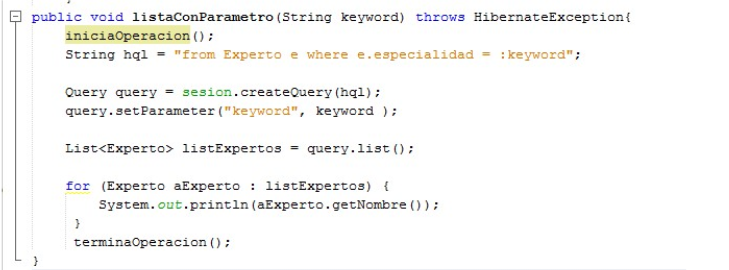 public void listaConParametro(String keyword) throws HibernateException{
iniciaOperacion();
String hql = "from Experto e where e.especialidad = :keyword";
Query query = sesion.createQuery(hql);
query.setParameter("keyword", keyword );
List<Experto> listExpertos = query.list();
for (Experto aExperto : listExpertos) {
System.out.println(aExperto.getNombre());
}
terminaOperacion();
}